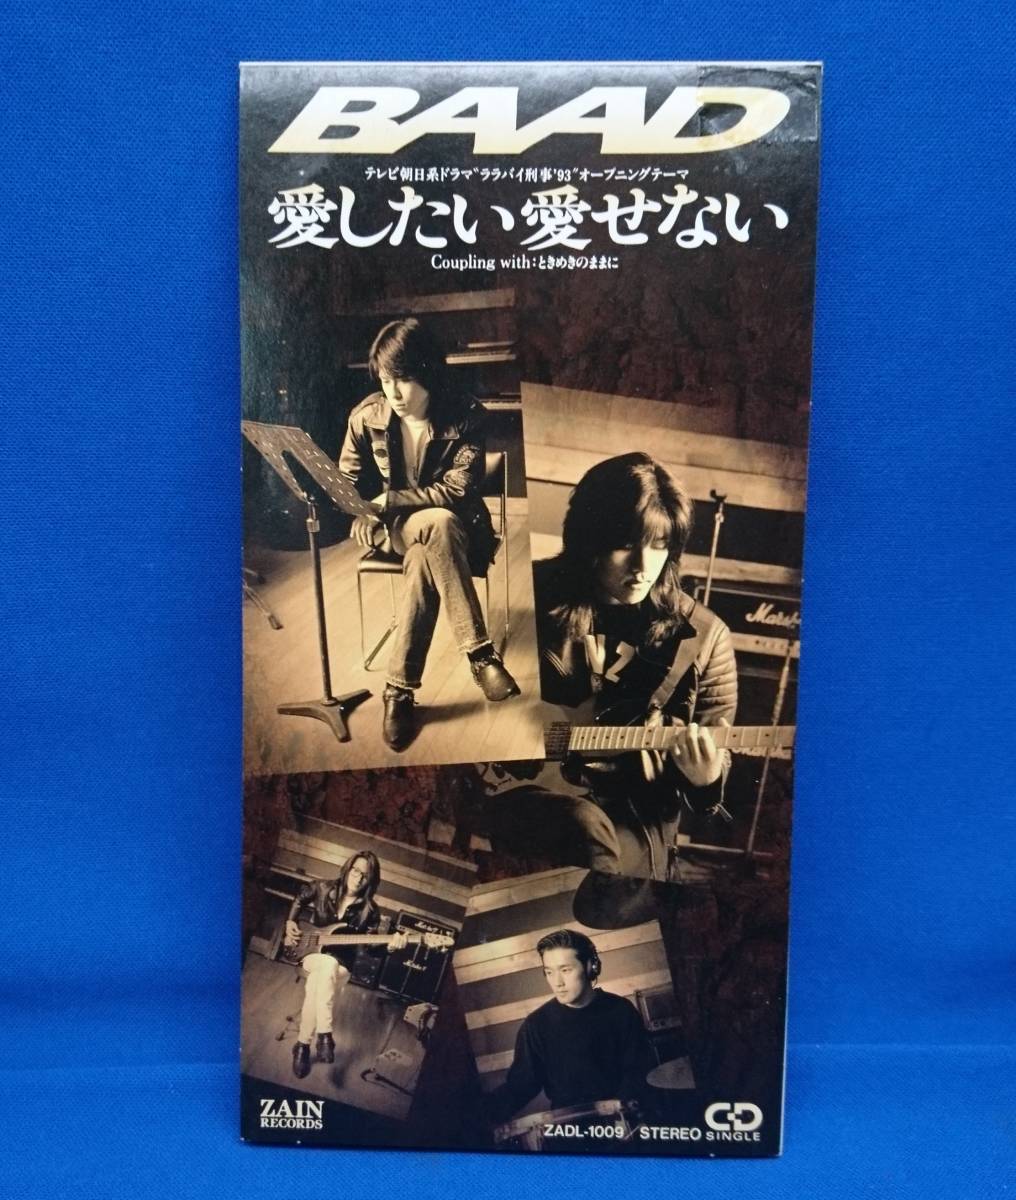 BAAD
テレビ朝日系ドラマ"ララバイ刑事'93"オープニングテーマ
愛したい愛せない
Coupling with:ときめきのままに
Marshall
Marshall
ZAIN
RECORDS
ZADL-1009 STEREO
CD
SINGLE